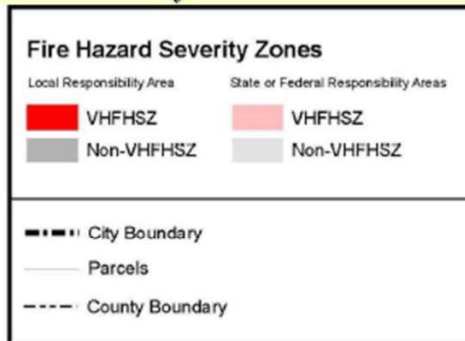 Fire Hazard Severity Zones
Local Responsibility Area State or Federal Responsibility Areas
VHFHSZ VHFHSZ
Non-VHFHSZ Non-VHFHSZ
City Boundary
Parcels
County Boundary